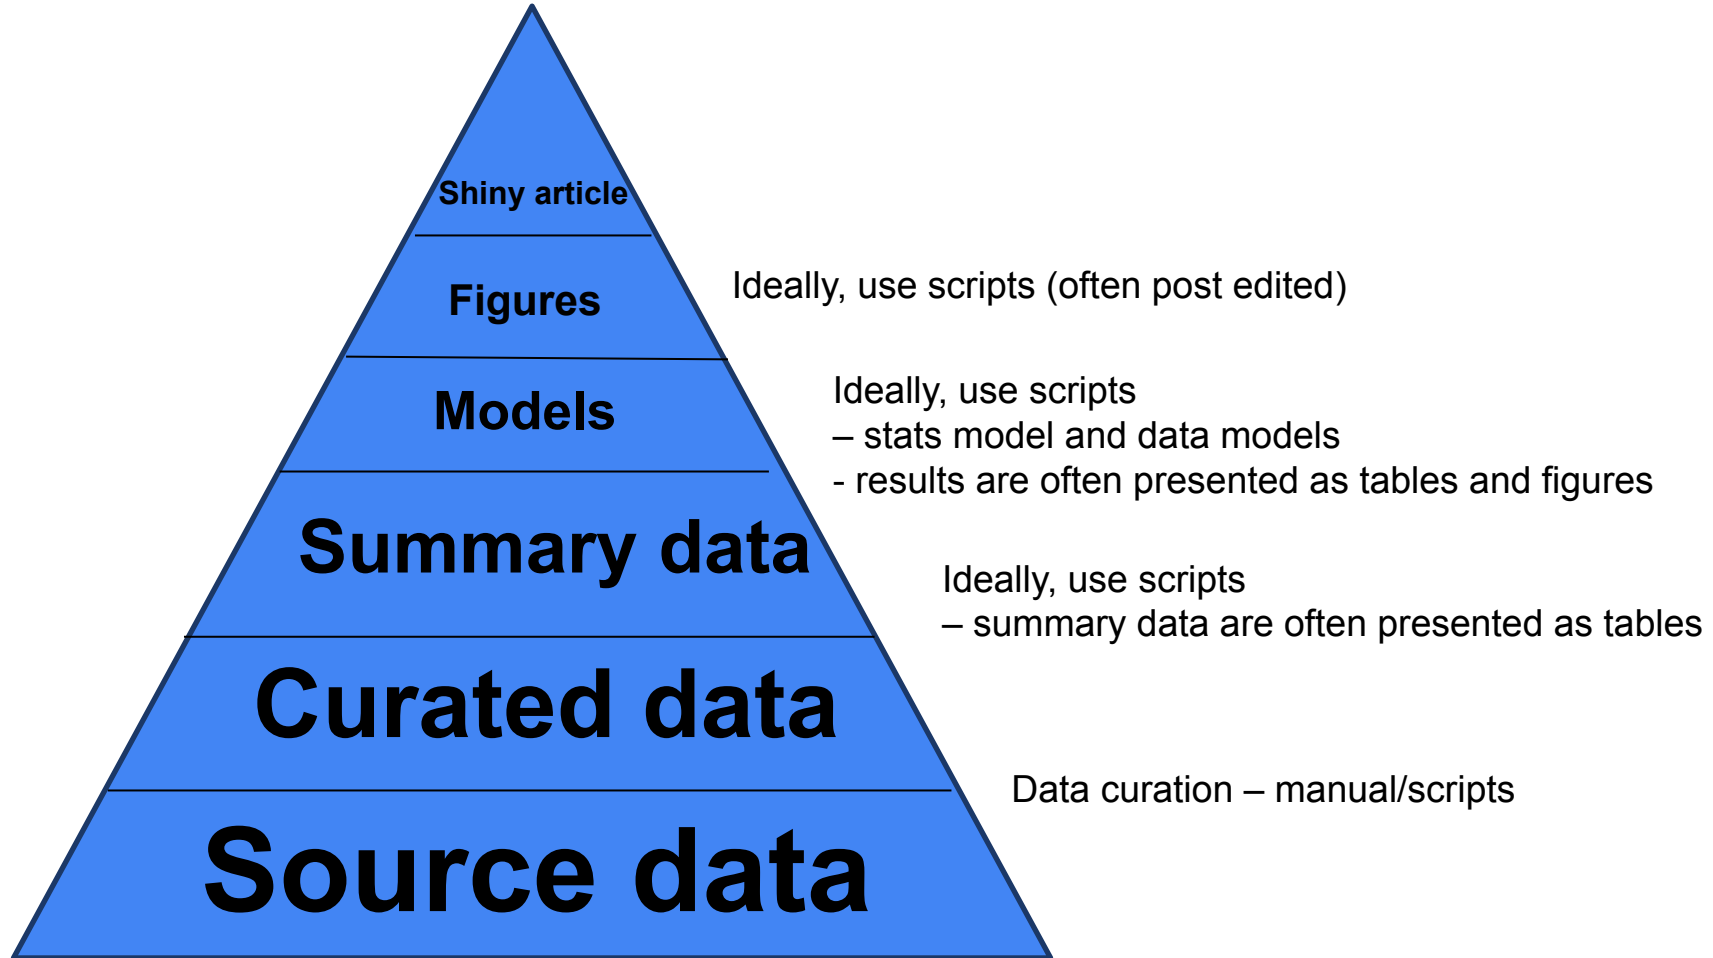 Shiny article
Figures
Ideally, use scripts (often post edited)
Models
Ideally, use scripts
– stats model and data models
- results are often presented as tables and figures
Summary data
Ideally, use scripts
– summary data are often presented as tables
Curated data
Data curation – manual/scripts
Source data